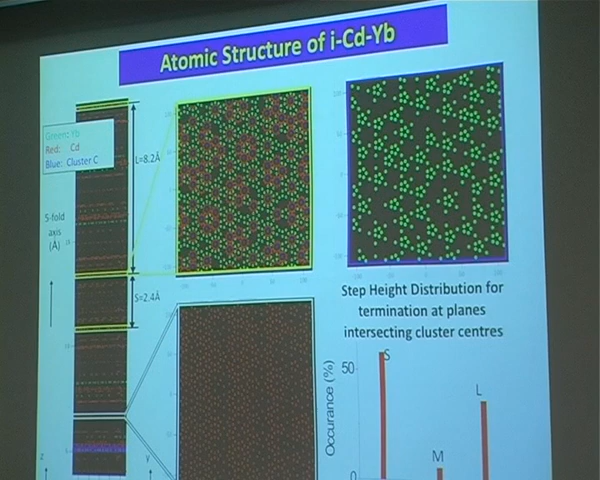 Atomic Structure of i-Cd-Yb
Green: Yb
Red: Cd
Blue: Cluster C
L=8.2Å
5-fold
axis
(Å)
S=2.4Å
Step Height Distribution for
termination at planes
intersecting cluster centres
Occurance (%)
50
0
S
M
L
z
y